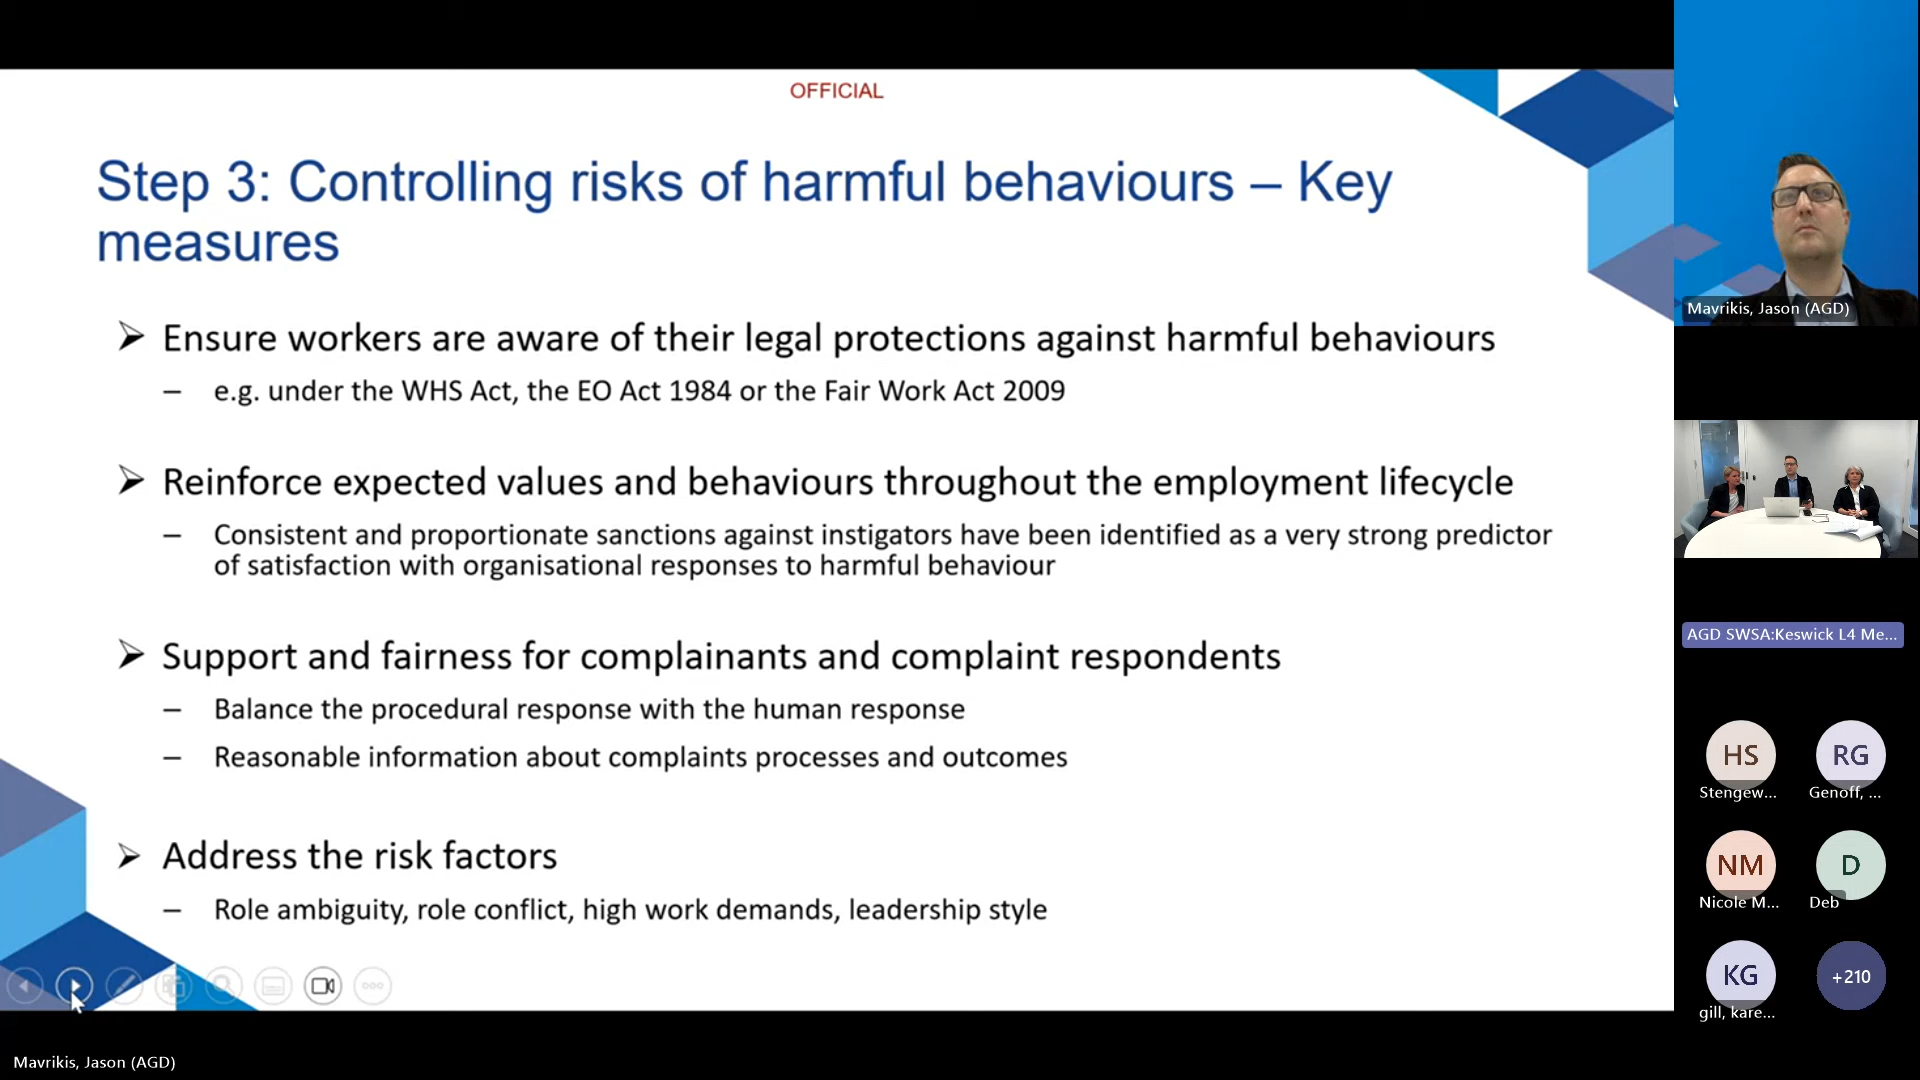 OFFICIAL
Step 3: Controlling risks of harmful behaviours – Key
measures
Ensure workers are aware of their legal protections against harmful behaviours
– e.g. under the WHS Act, the EO Act 1984 or the Fair Work Act 2009
Reinforce expected values and behaviours throughout the employment lifecycle
– Consistent and proportionate sanctions against instigators have been identified as a very strong predictor
of satisfaction with organisational responses to harmful behaviour
Support and fairness for complainants and complaint respondents
– Balance the procedural response with the human response
– Reasonable information about complaints processes and outcomes
Address the risk factors
– Role ambiguity, role conflict, high work demands, leadership style
Mavrikis, Jason (AGD)
Mavrikis, Jason (AGD)
AGD SWSA:Keswick L4 Me...
HS
Stengew...
RG
Genoff, ...
NM
Nicole M...
D
Deb
KG
gill, kare...
+210